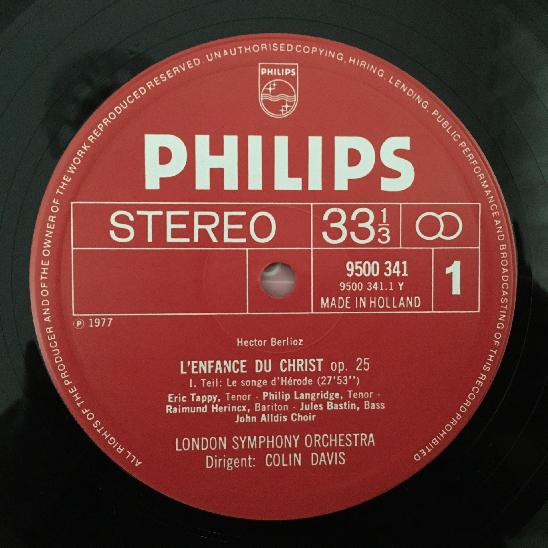 ALL RIGHTS OF THE PRODUCER AND OF THE OWNER OF THE WORK REPRODUCED RESERVED. UNAUTHORISED COPYING, HIRING, LENDING, PUBLIC PERFORMANCE AND BROADCASTING OF THIS RECORD PROHIBITED
PHILIPS
PHILIPS
STEREO 33 1/3
9500 341 1
9500 341.1 Y
MADE IN HOLLAND
℗ 1977
Hector Berlioz
L'ENFANCE DU CHRIST op. 25
I. Teil: Le songe d'Hérode (27'53'')
Eric Tappy, Tenor - Philip Langridge, Tenor -
Raimund Herincx, Bariton - Jules Bastin, Bass
John Alldis Choir
LONDON SYMPHONY ORCHESTRA
Dirigent: COLIN DAVIS